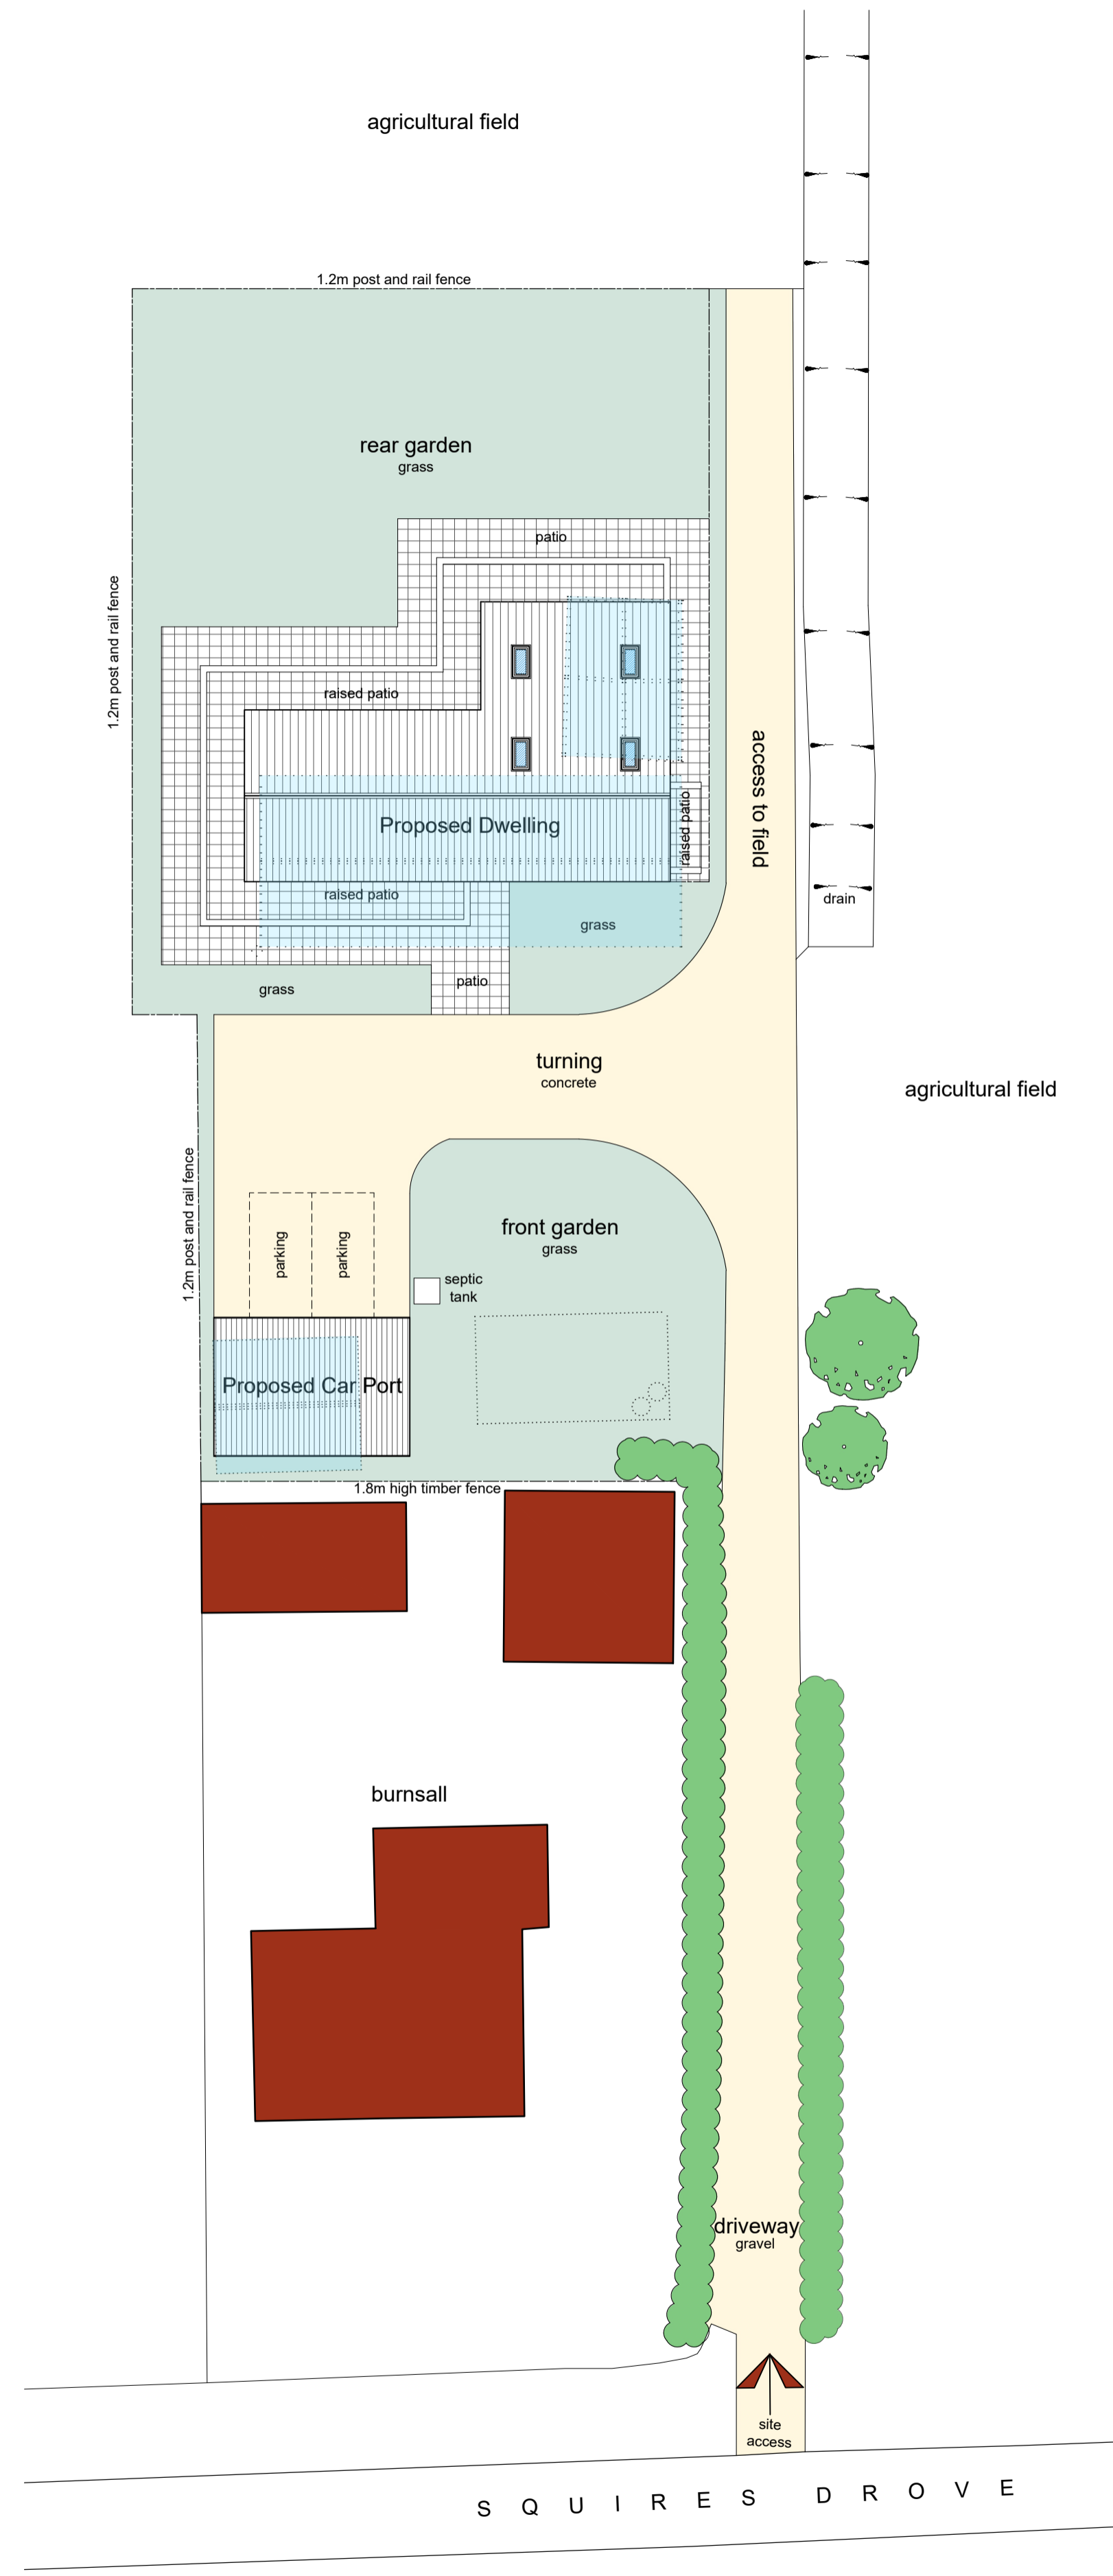 agricultural field
1.2m post and rail fence
rear garden
grass
patio
1.2m post and rail fence
raised patio
access to field
Proposed Dwelling
raised patio
raised patio
drain
grass
patio
grass
turning
concrete
agricultural field
1.2m post and rail fence
parking
parking
front garden
grass
septic
tank
Proposed Car Port
1.8m high timber fence
burnsall
driveway
gravel
site
access
SQUIRES DROVE